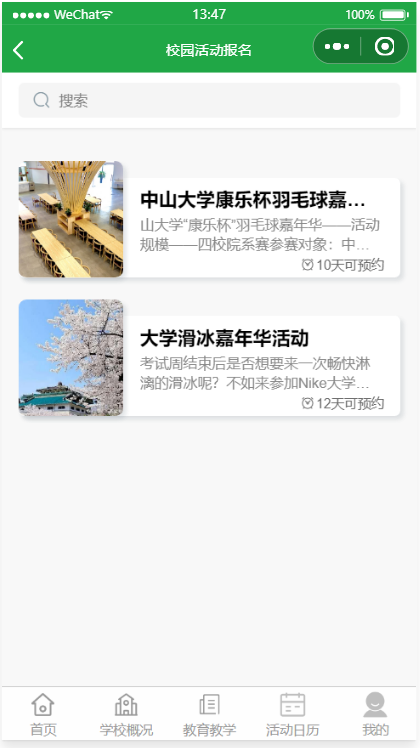 WeChat 13:47 100%
校园活动报名
搜索
中山大学康乐杯羽毛球嘉...
山大学“康乐杯”羽毛球嘉年华——活动
规模——四校院系赛参赛对象：中...
10天可预约
大学滑冰嘉年华活动
考试周结束后是否想要来一次畅快淋
漓的滑冰呢？不如来参加Nike大学...
12天可预约
首页 学校概况 教育教学 活动日历 我的